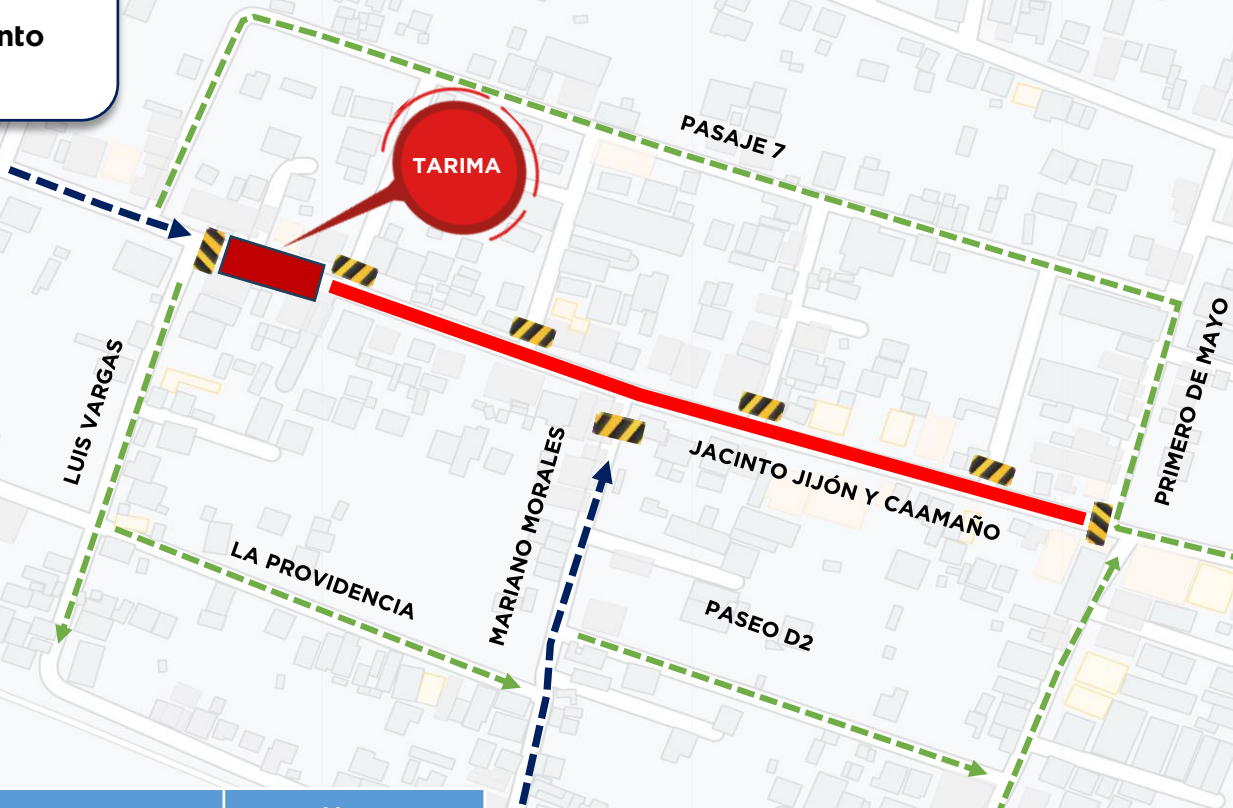 nto
PASAJE 7
TARIMA
PRIMERO DE MAYO
LUIS VARGAS
JACINTO JIJÓN Y CAAMAÑO
MARIANO MORALES
LA PROVIDENCIA
PASEO D2